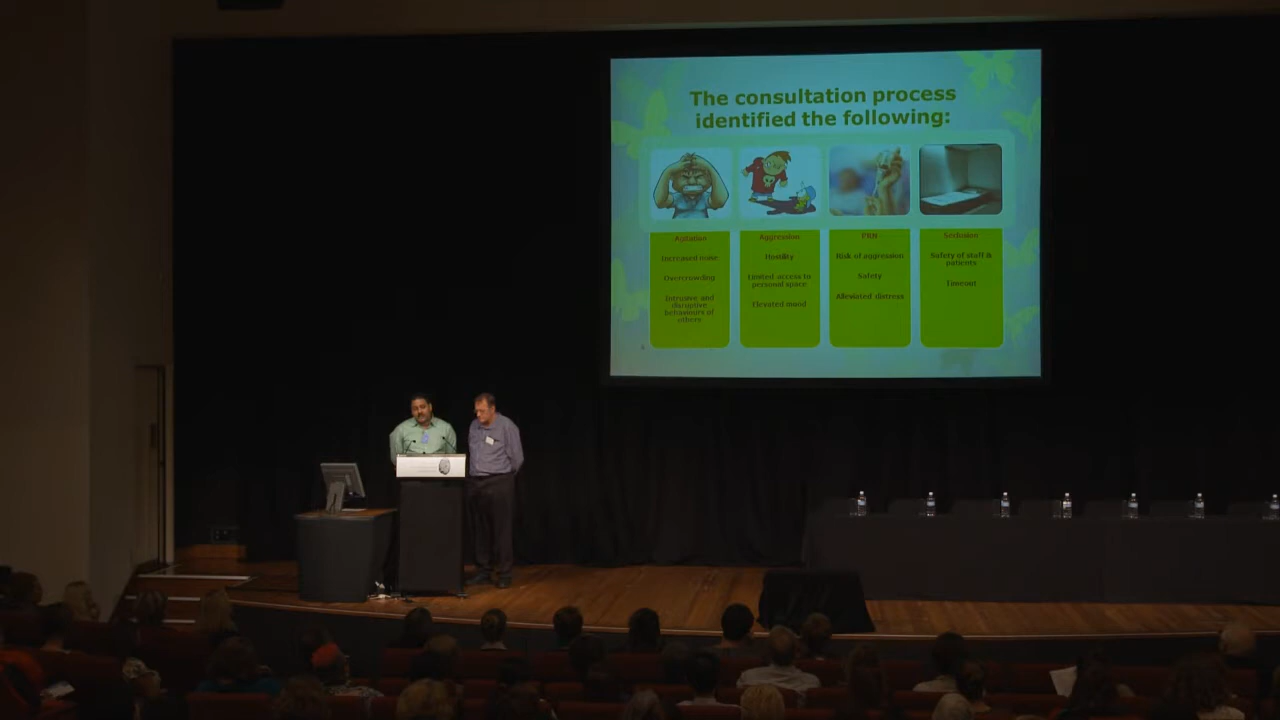 The consultation process
identified the following:
Agitation
Increased noise
Overcrowding
Intrusive and
disruptive
behaviours of
others
Aggression
Hostility
Limited access to
personal space
Elevated mood
PRN
Risk of aggression
Safety
Alleviated distress
Seclusion
Safety of staff &
patients
Timeout